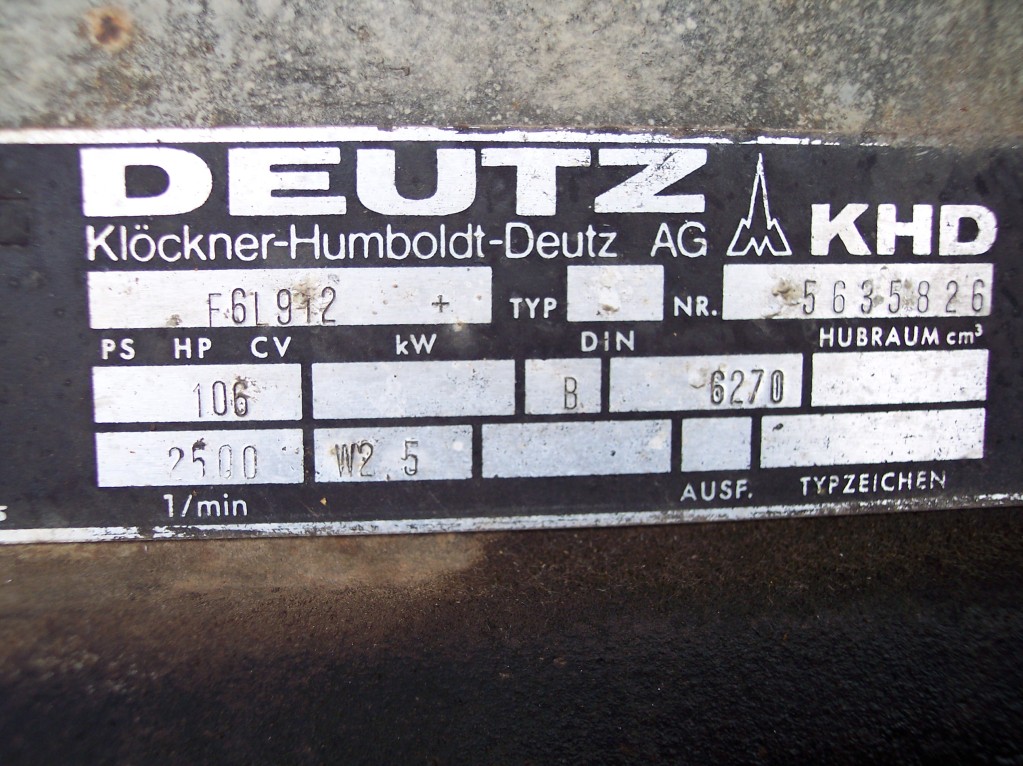 DEUTZ
Klöckner-Humboldt-Deutz AG KHD
F6L912 + TYP NR. 5635826
PS HP CV kW DIN HUBRAUM cm³
106 B 6270
2500 W2 5
1/min AUSF. TYPZEICHEN